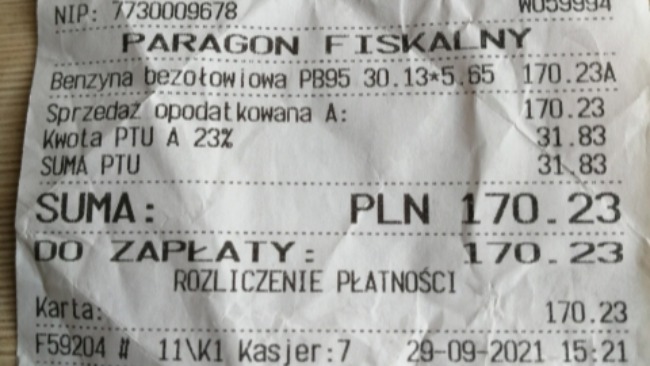 NIP: 7730009678 W059994
PARAGON FISKALNY
Benzyna bezołowiowa PB95 30.13*5.65 170.23A
Sprzedaż opodatkowana A: 170.23
Kwota PTU A 23% 31.83
SUMA PTU 31.83
SUMA: PLN 170.23
DO ZAPŁATY: 170.23
ROZLICZENIE PŁATNOŚCI
Karta: 170.23
F59204 # 11\K1 Kasjer:7 29-09-2021 15:21